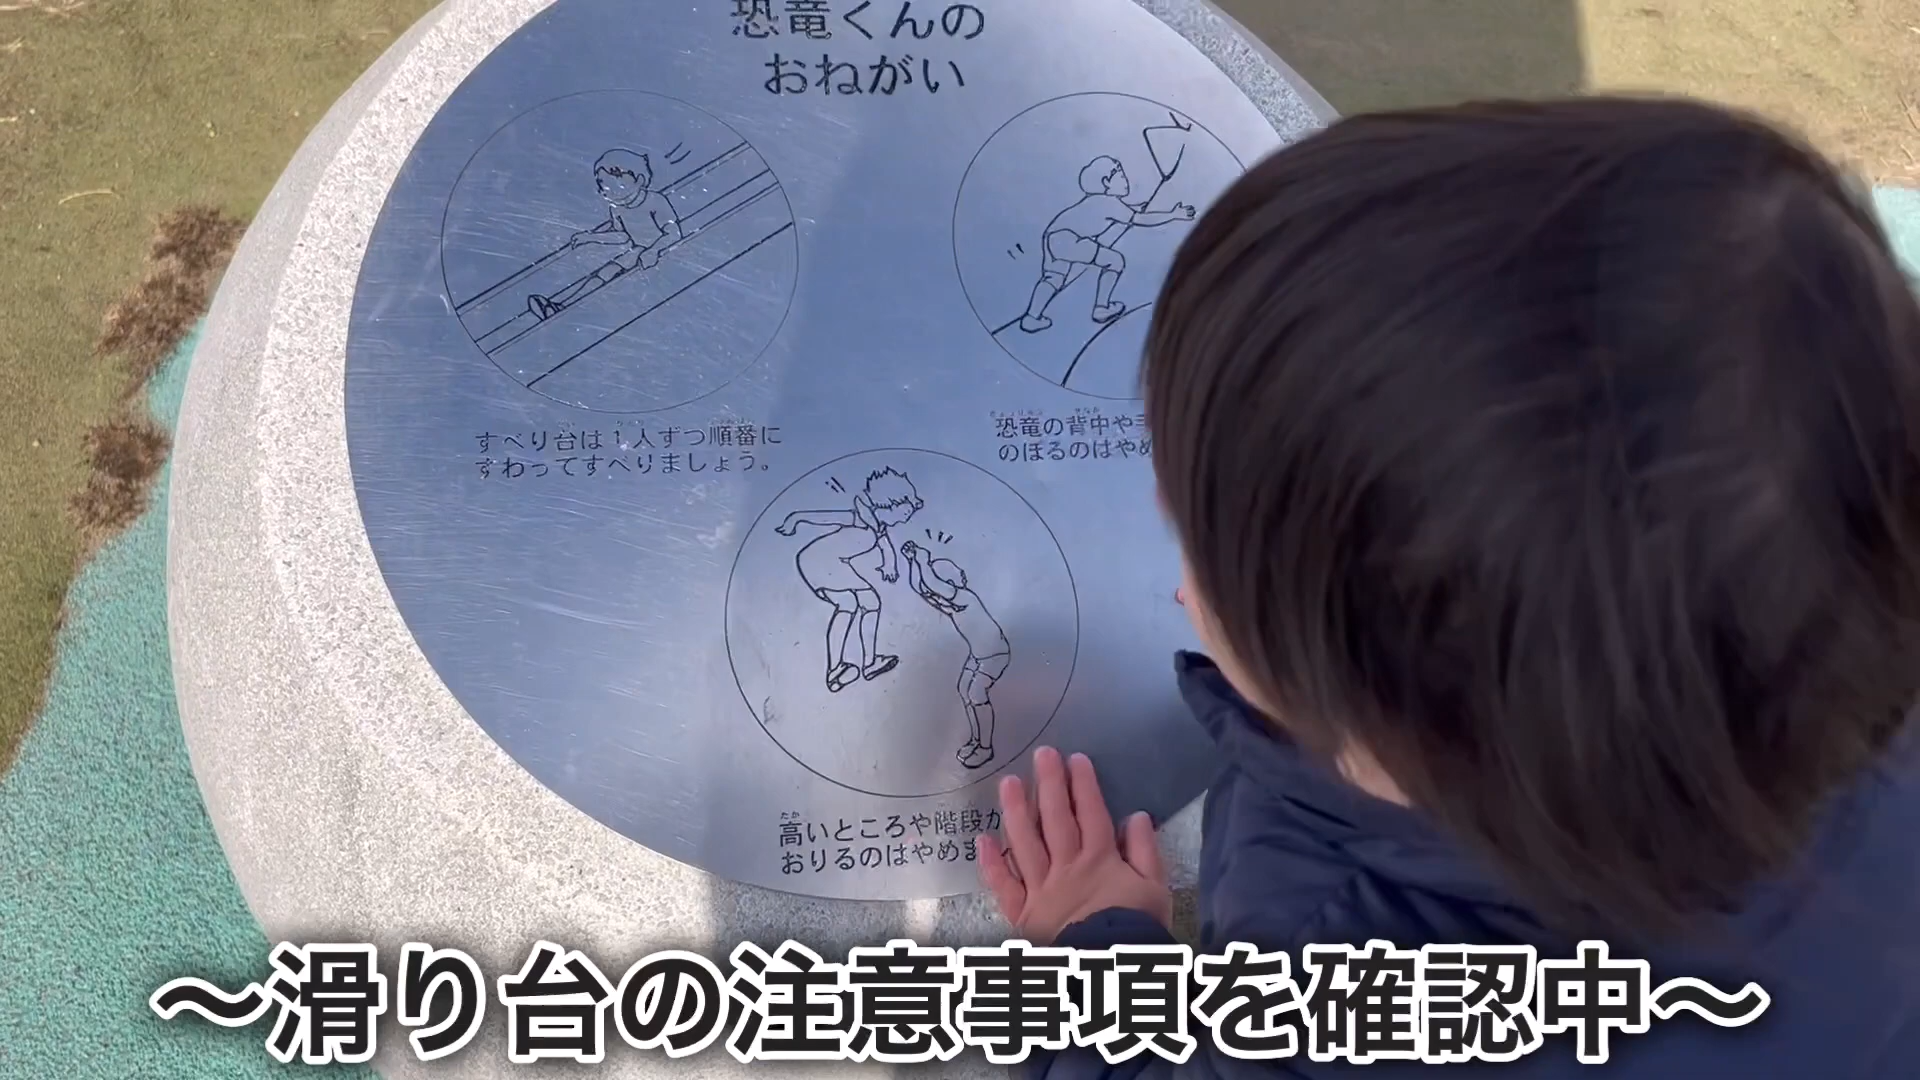 恐竜くんの
おねがい
すべり台は1人ずつ順番に
すわってすべりましょう。
恐竜の背中や
のぼるのはやめ
高いところや階段か
おりるのはやめま
〜滑り台の注意事項を確認中〜